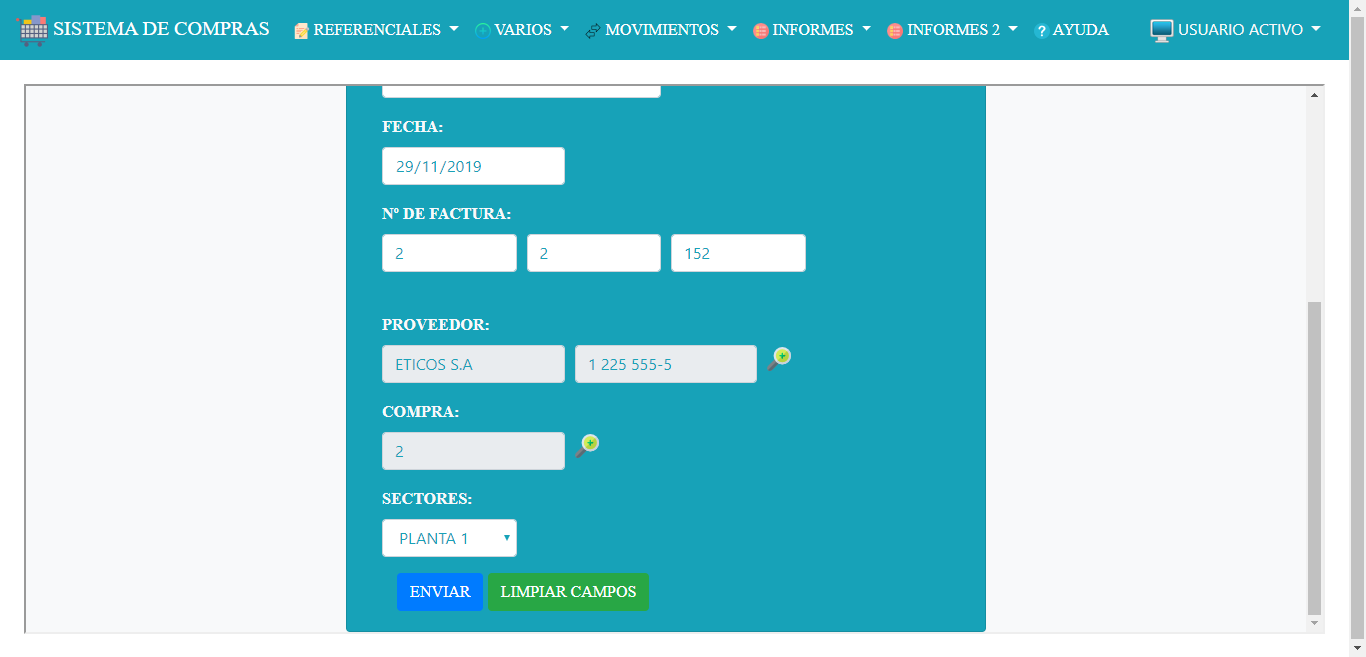 SISTEMA DE COMPRAS REFERENCIALES VARIOS MOVIMIENTOS INFORMES INFORMES 2 ? AYUDA USUARIO ACTIVO
FECHA:
29/11/2019
Nº DE FACTURA:
2 2 152
PROVEEDOR:
ETICOS S.A 1 225 555-5
COMPRA:
2
SECTORES:
PLANTA 1
ENVIAR LIMPIAR CAMPOS